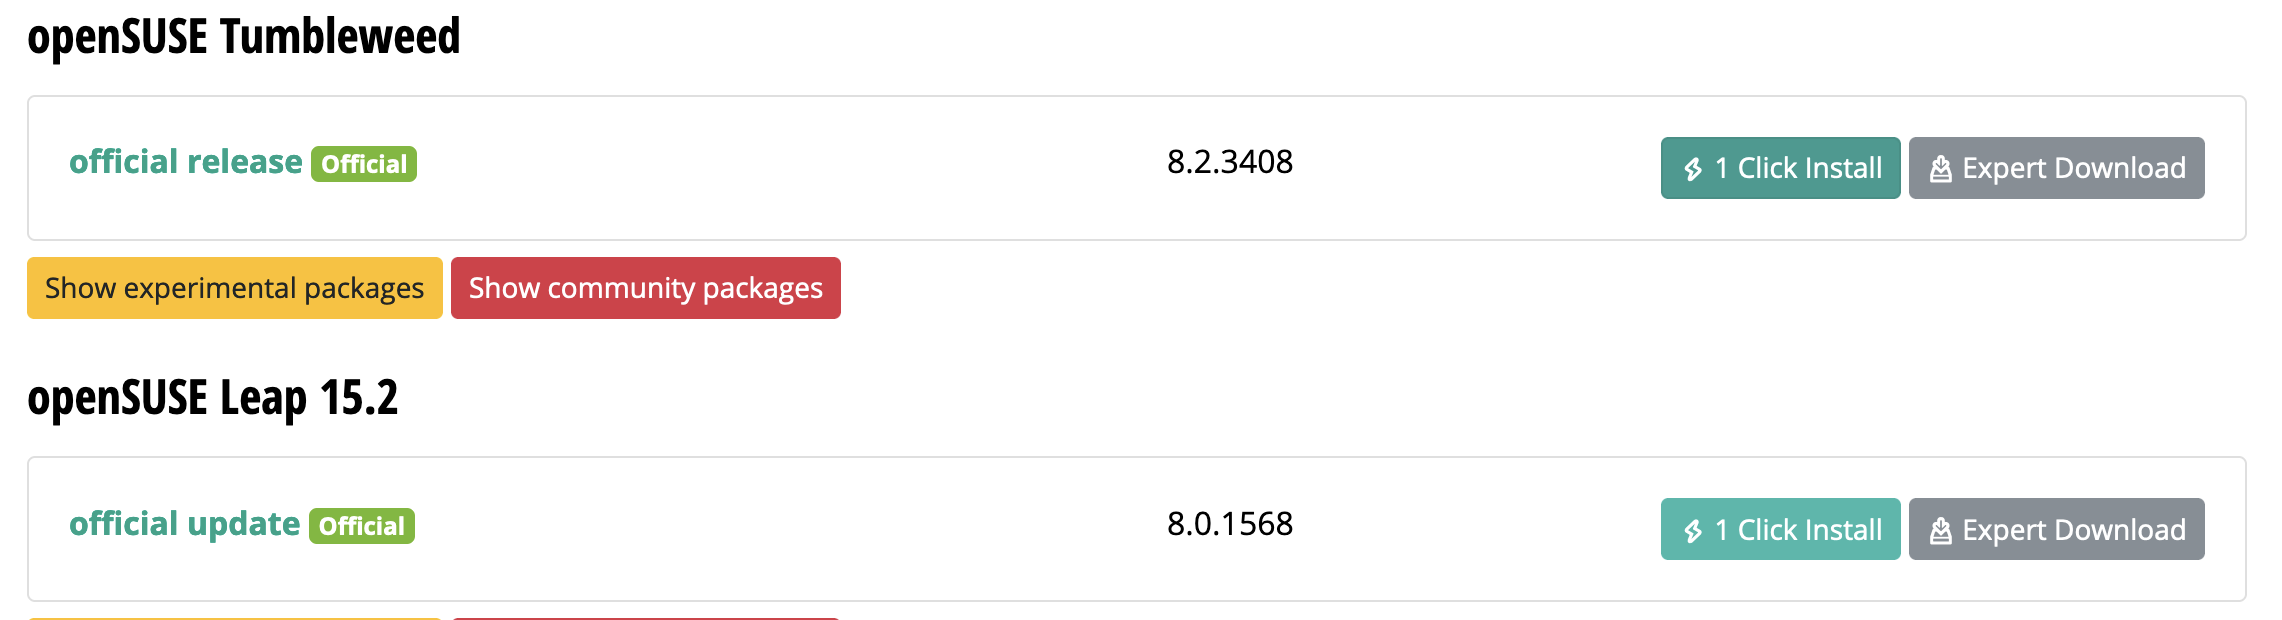 openSUSE Tumbleweed
official release Official 8.2.3408 1 Click Install Expert Download
Show experimental packages Show community packages
openSUSE Leap 15.2
official update Official 8.0.1568 1 Click Install Expert Download